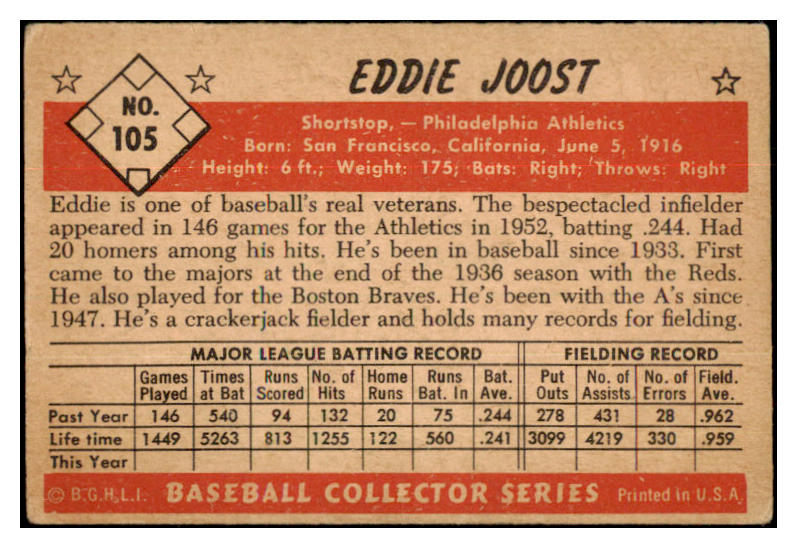 EDDIE JOOST
NO.
105
Shortstop, — Philadelphia Athletics
Born: San Francisco, California, June 5, 1916
Height: 6 ft.; Weight: 175; Bats: Right; Throws: Right
Eddie is one of baseball's real veterans. The bespectacled infielder
appeared in 146 games for the Athletics in 1952, batting .244. Had
20 homers among his hits. He's been in baseball since 1933. First
came to the majors at the end of the 1936 season with the Reds.
He also played for the Boston Braves. He's been with the A's since
1947. He's a crackerjack fielder and holds many records for fielding.
MAJOR LEAGUE BATTING RECORD FIELDING RECORD
Games Times Runs No. of Home Runs Bat. Put No. of No. of Field.
Played at Bat Scored Hits Runs Bat. In Ave. Outs Assists Errors Ave.
Past Year 146 540 94 132 20 75 .244 278 431 28 .962
Life time 1449 5263 813 1255 122 560 .241 3099 4219 330 .959
This Year
© B.G.H.L.I. BASEBALL COLLECTOR SERIES Printed in U.S.A.